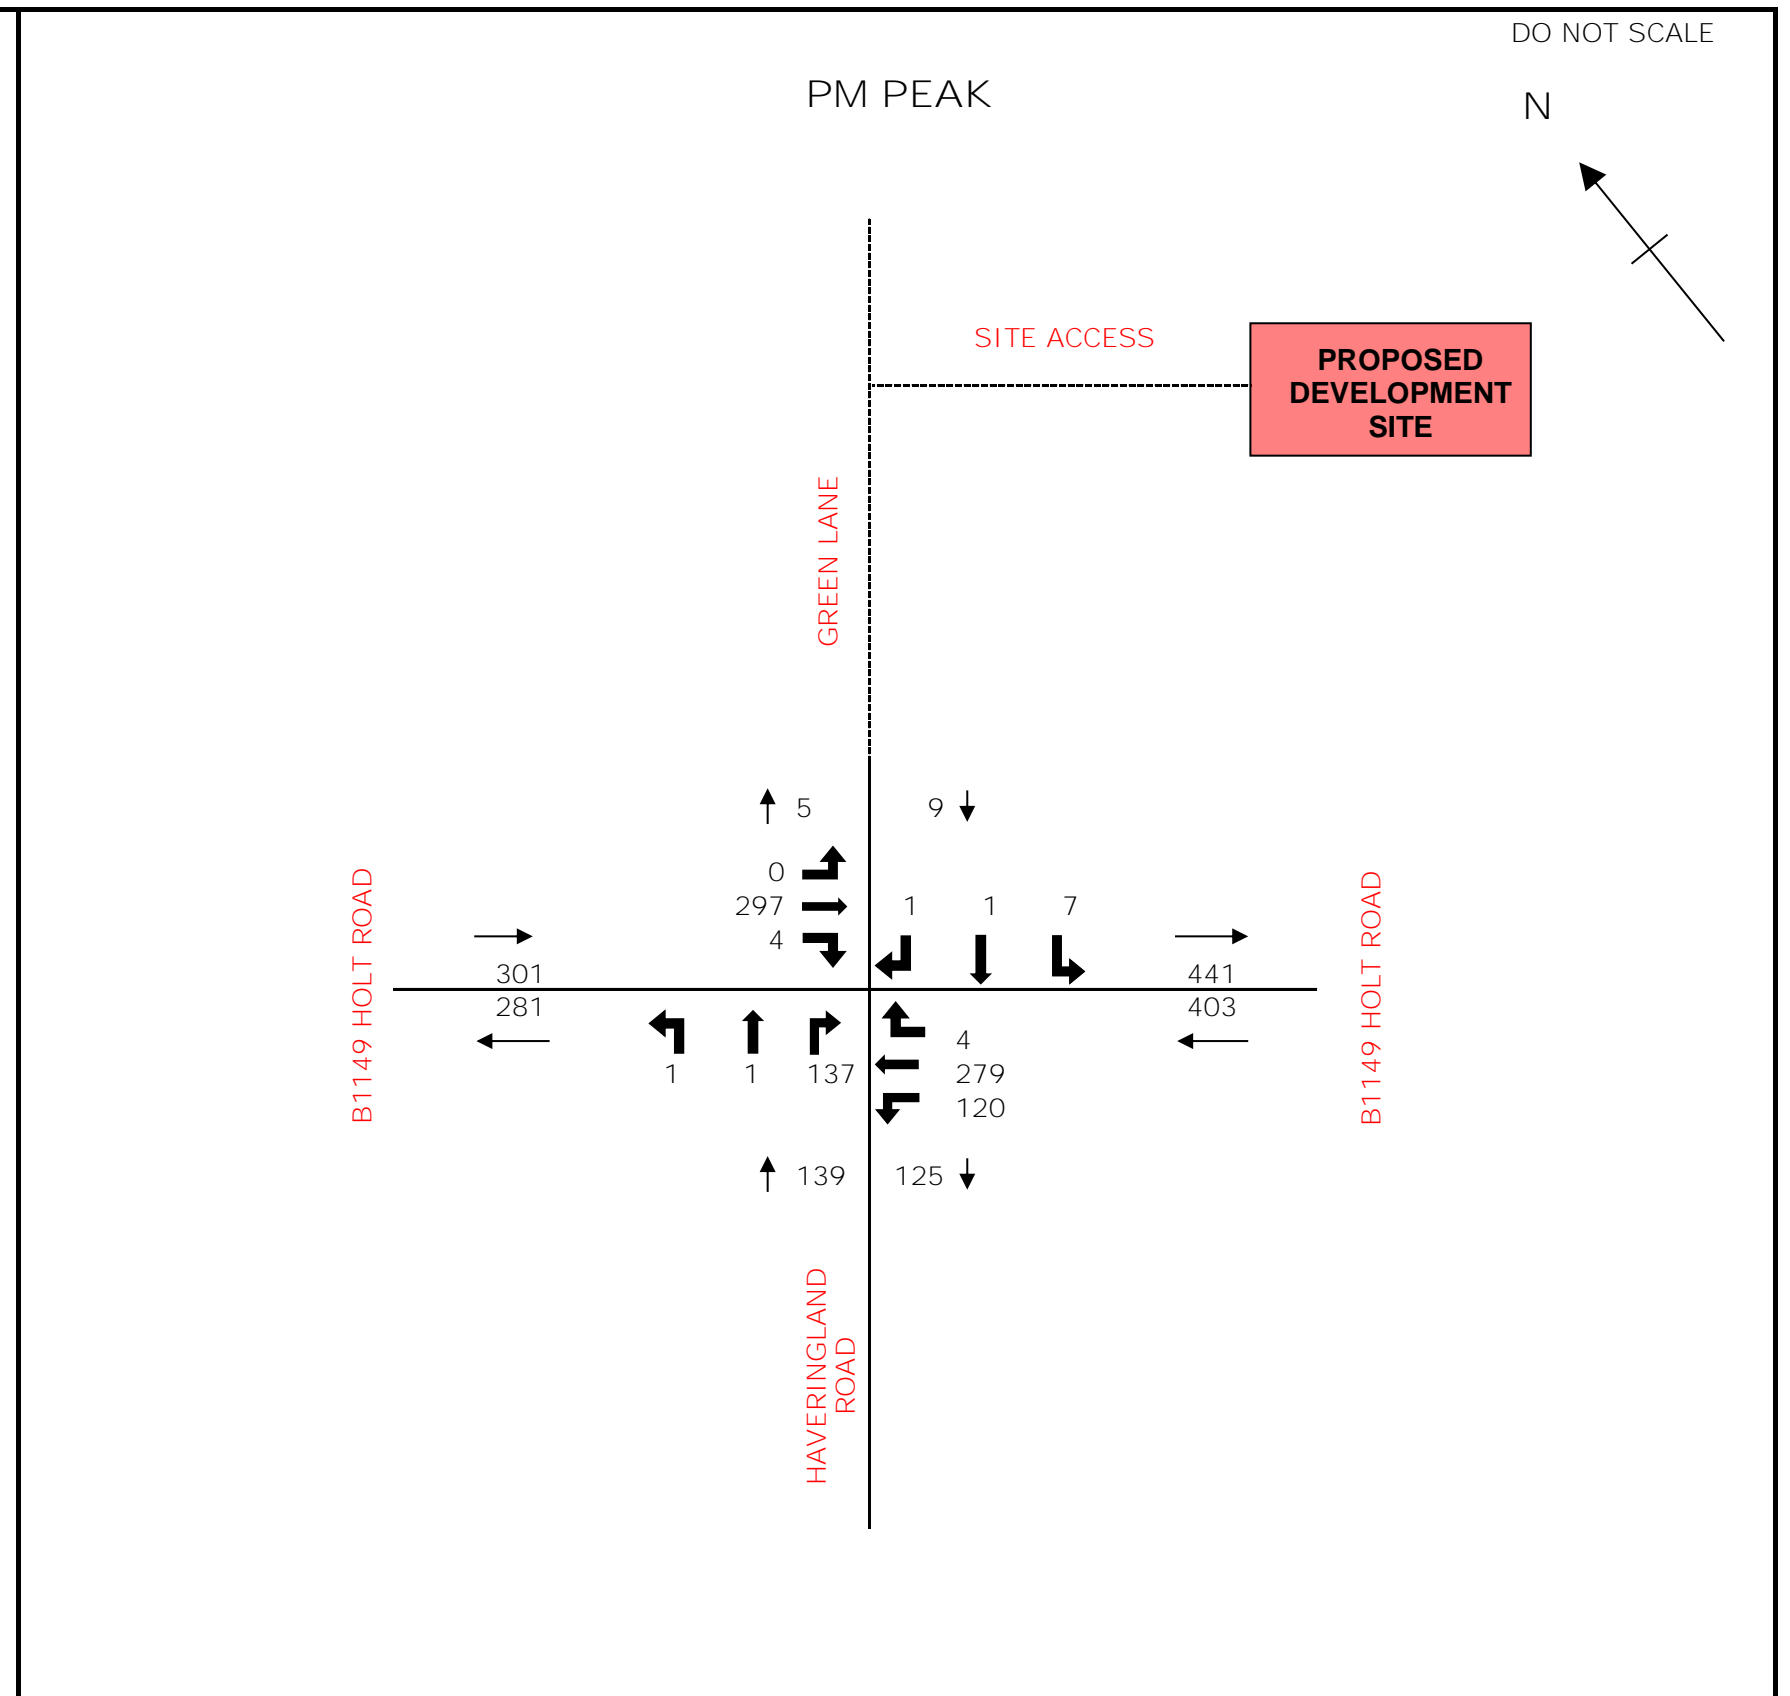 DO NOT SCALE
PM PEAK
N
SITE ACCESS
PROPOSED
DEVELOPMENT
SITE
GREEN LANE
5
9
0
297
4
1
1
7
B1149 HOLT ROAD
301
281
441
403
B1149 HOLT ROAD
1
1
137
4
279
120
139
125
HAVERINGLAND
ROAD